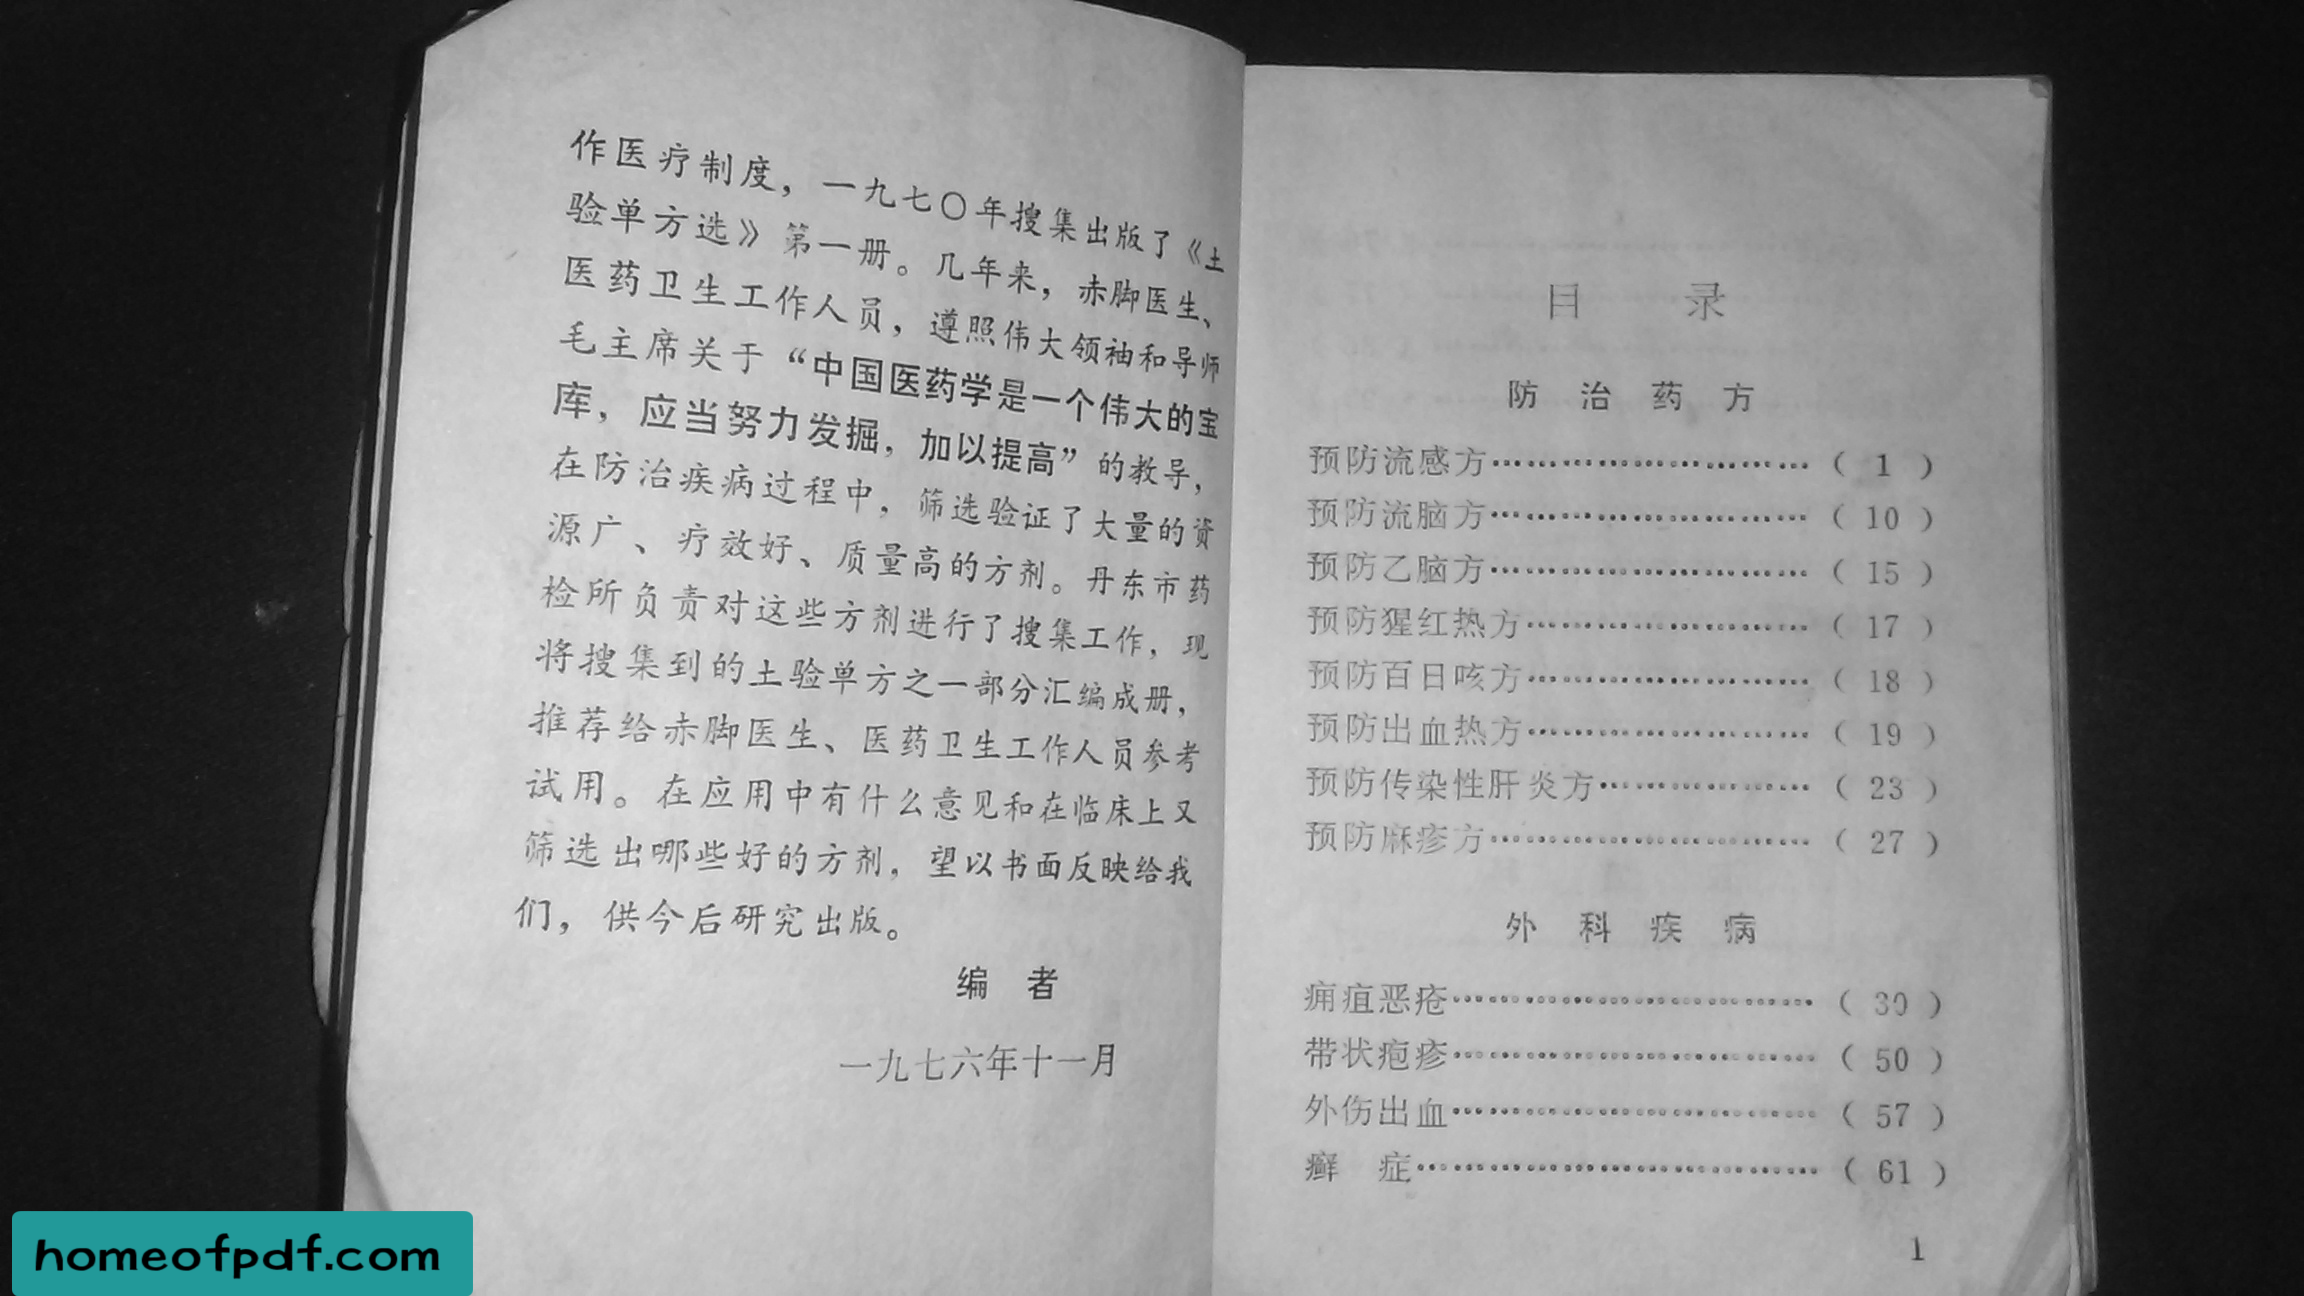 作医疗制度，一九七〇年搜集出版了《土
验单方选》第一册。几年来，赤脚医生、
医药卫生工作人员，遵照伟大领袖和导师
毛主席关于“中国医药学是一个伟大的宝
库，应当努力发掘，加以提高”的教导，
在防治疾病过程中，筛选验证了大量的资
源广、疗效好、质量高的方剂。丹东市药
检所负责对这些方剂进行了搜集工作，现
将搜集到的土验单方之一部分汇编成册，
推荐给赤脚医生、医药卫生工作人员参考
试用。在应用中有什么意见和在临床上又
筛选出哪些好的方剂，望以书面反映给我
们，供今后研究出版。
编 者
一九七六年十一月
目 录
防 治 药 方
预防流感方……………………（ 1 ）
预防流脑方……………………（ 10 ）
预防乙脑方……………………（ 15 ）
预防猩红热方…………………（ 17 ）
预防百日咳方…………………（ 18 ）
预防出血热方…………………（ 19 ）
预防传染性肝炎方……………（ 23 ）
预防麻疹方……………………（ 27 ）
外 科 疾 病
痈疽恶疮………………………（ 30 ）
带状疱疹………………………（ 50 ）
外伤出血………………………（ 57 ）
癣 症…………………………（ 61 ）
1
homeofpdf.com